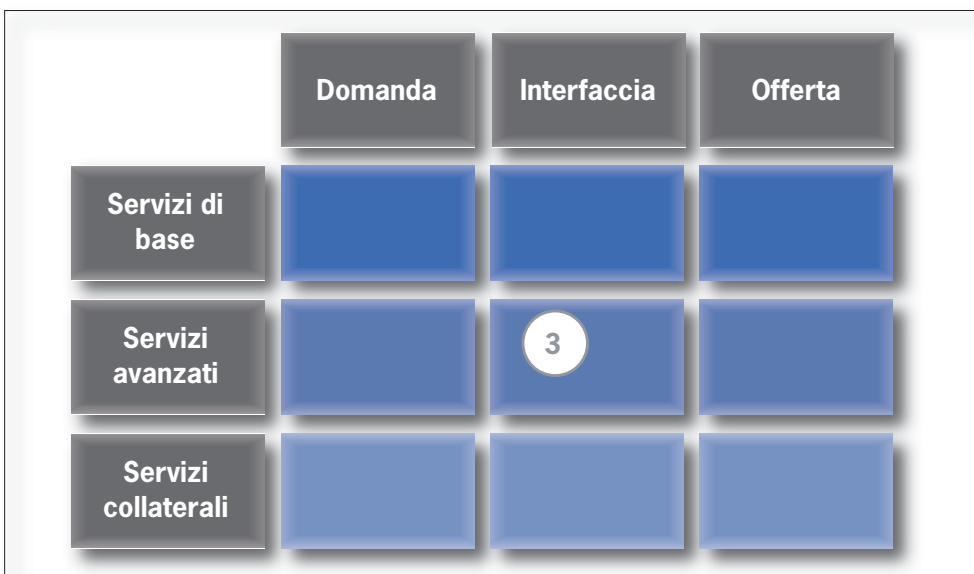 Domanda
Interfaccia
Offerta
Servizi di
base
Servizi
avanzati
3
Servizi
collaterali